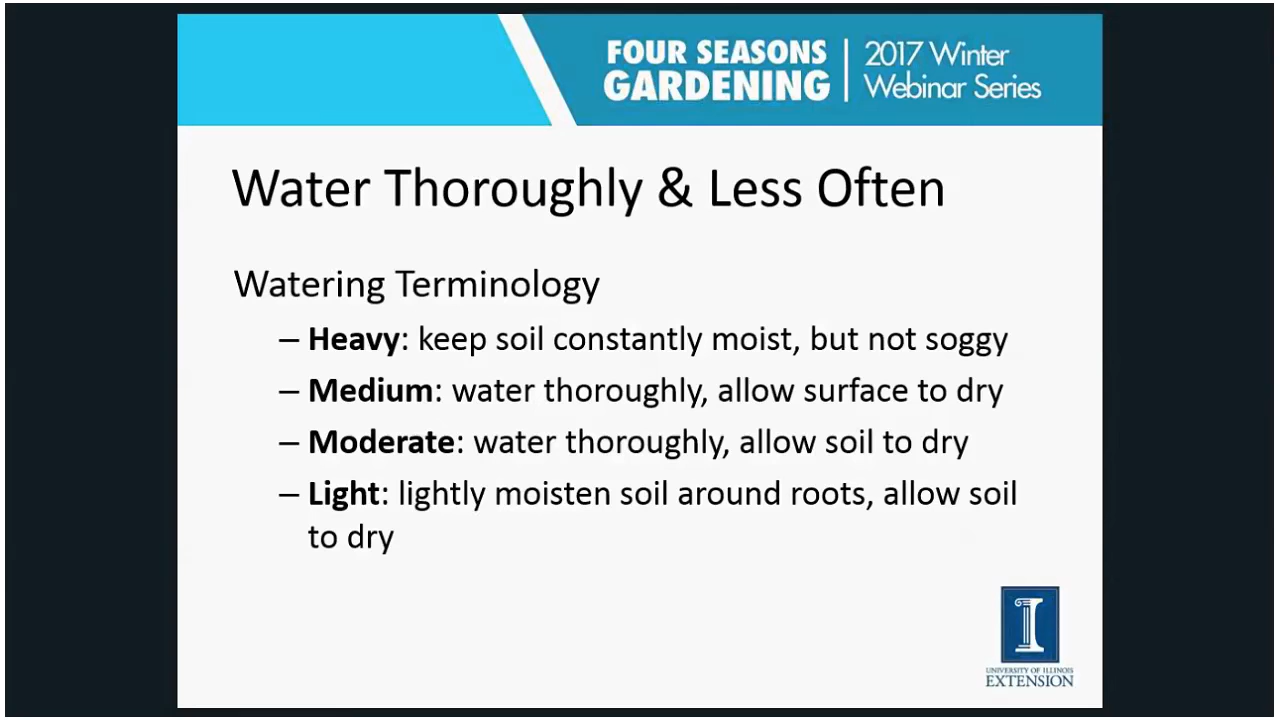 FOUR SEASONS
GARDENING
2017 Winter
Webinar Series
Water Thoroughly & Less Often
Watering Terminology
– Heavy: keep soil constantly moist, but not soggy
– Medium: water thoroughly, allow surface to dry
– Moderate: water thoroughly, allow soil to dry
– Light: lightly moisten soil around roots, allow soil
to dry
I
UNIVERSITY OF ILLINOIS
EXTENSION